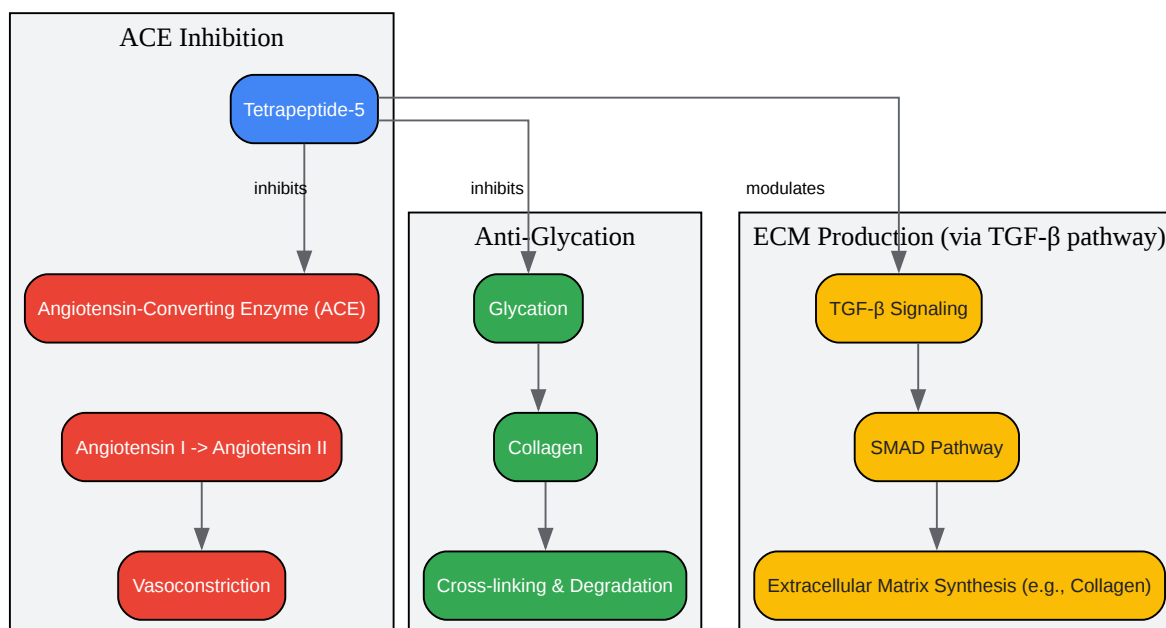 ACE Inhibition
Tetrapeptide-5
inhibits
inhibits
modulates
Anti-Glycation
ECM Production (via TGF-β pathway)
Angiotensin-Converting Enzyme (ACE)
Glycation
TGF-β Signaling
Angiotensin I -> Angiotensin II
Collagen
SMAD Pathway
Vasoconstriction
Cross-linking & Degradation
Extracellular Matrix Synthesis (e.g., Collagen)